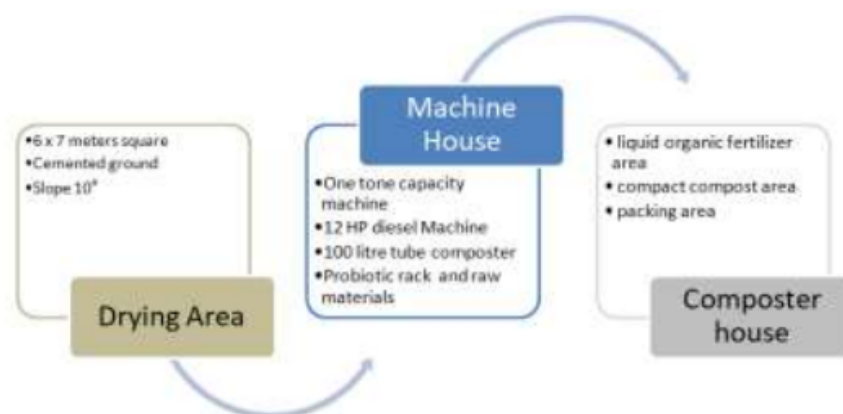 •6 x 7 meters square
•Cemented ground
•Slope 10°
Drying Area
Machine
House
•One tone capacity
machine
•12 HP diesel Machine
•100 litre tube composter
•Probiotic rack and raw
materials
• liquid organic fertilizer
area
• compact compost area
• packing area
Composter
house